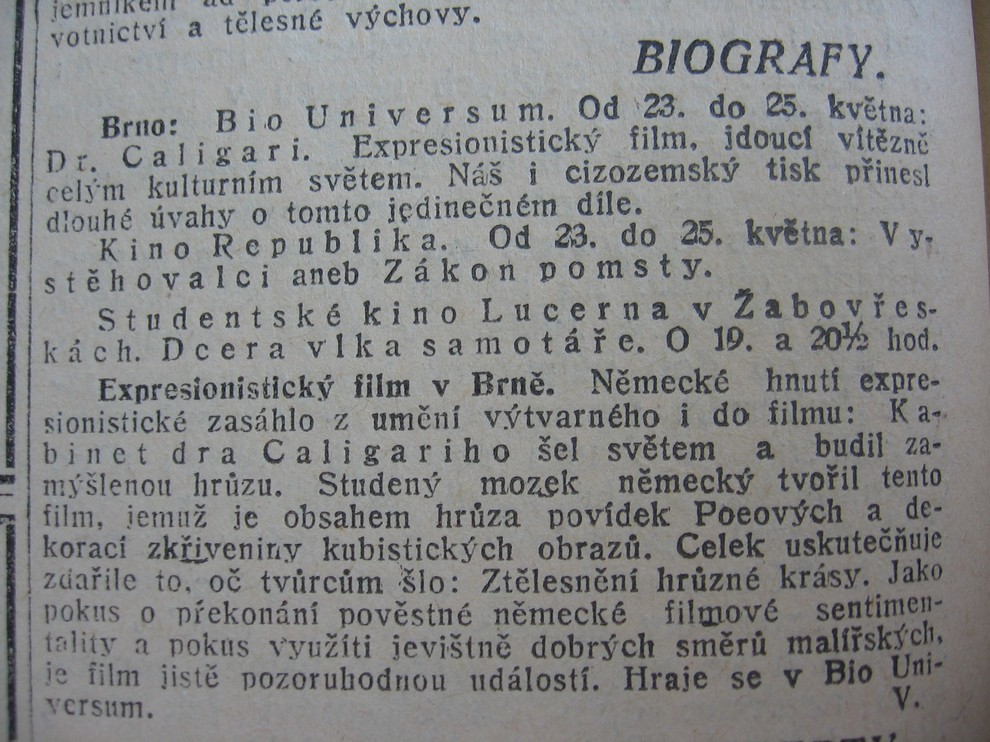 jemníkem
votnictví a tělesné výchovy.
BIOGRAFY.
Brno: Bio Universum. Od 23. do 25. května:
Dr. Caligari. Expresionistický film, jdoucí vítězně
celým kulturním světem. Náš i cizozemský tisk přinesl
dlouhé úvahy o tomto jedinečném díle.
Kino Republika. Od 23. do 25. května: Vy-
stěhovalci aneb Zákon pomsty.
Studentské kino Lucerna v Žabovřes-
kách. Dcera vlka samotáře. O 19. a 20½ hod.
Expresionistický film v Brně. Německé hnutí expre-
sionistické zasáhlo z umění výtvarného i do filmu: Ka-
binet dra Caligariho šel světem a budil za-
mýšlenou hrůzu. Studený mozek německý tvořil tento
film, jemuž je obsahem hrůza povídek Poeových a de-
korací zkřiveniny kubistických obrazů. Celek uskutečňuje
zdařile to, oč tvůrcům šlo: Ztělesnění hrůzné krásy. Jako
pokus o překonání pověstné německé filmové sentimen-
tality a pokus využíti jevištně dobrých směrů malířských,
je film jistě pozoruhodnou událostí. Hraje se v Bio Uni-
versum. V.